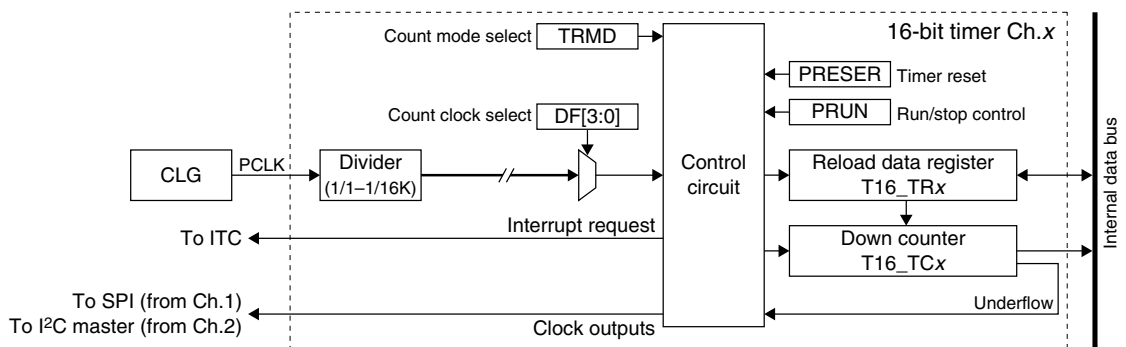 16-bit timer Ch.x
Count mode select
TRMD
PRESER
Timer reset
Count clock select
DF[3:0]
PRUN
Run/stop control
CLG
PCLK
Divider
(1/1–1/16K)
Control
circuit
Reload data register
T16_TRx
Internal data bus
To ITC
Interrupt request
Down counter
T16_TCx
Underflow
To SPI (from Ch.1)
To I²C master (from Ch.2)
Clock outputs